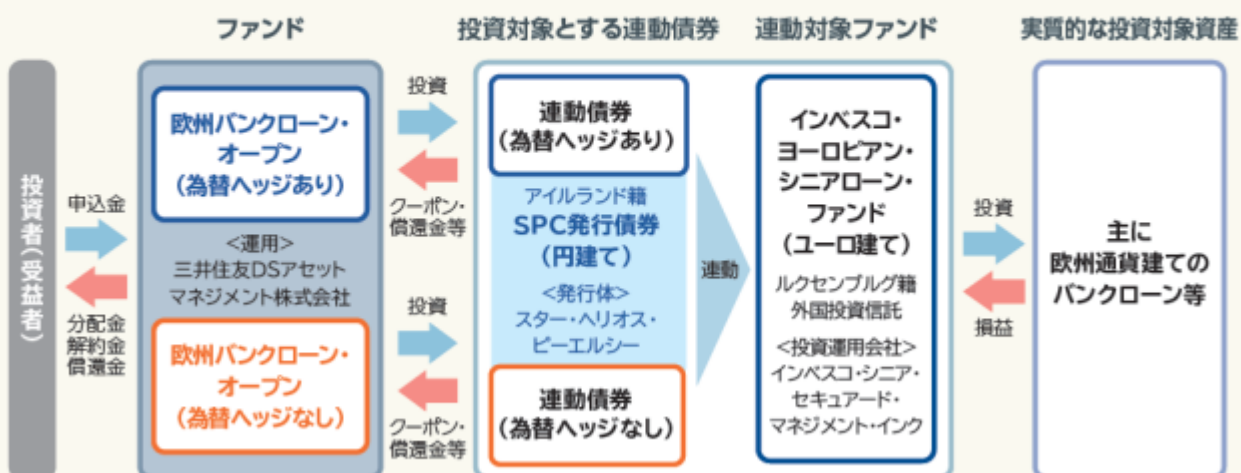 ファンド
投資対象とする連動債券
連動対象ファンド
実質的な投資対象資産
投資者(受益者)
申込金
分配金
解約金
償還金
欧州バンクローン・
オープン
(為替ヘッジあり)
<運用>
三井住友DSアセット
マネジメント株式会社
欧州バンクローン・
オープン
(為替ヘッジなし)
投資
クーポン・
償還金等
投資
クーポン・
償還金等
連動債券
(為替ヘッジあり)
アイルランド籍
SPC発行債券
(円建て)
<発行体>
スター・ヘリオス・
ピーエルシー
連動債券
(為替ヘッジなし)
連動
インベスコ・
ヨーロピアン・
シニアローン・
ファンド
(ユーロ建て)
ルクセンブルグ籍
外国投資信託
<投資運用会社>
インベスコ・シニア・
セキュアード・
マネジメント・インク
投資
損益
主に
欧州通貨建ての
バンクローン等